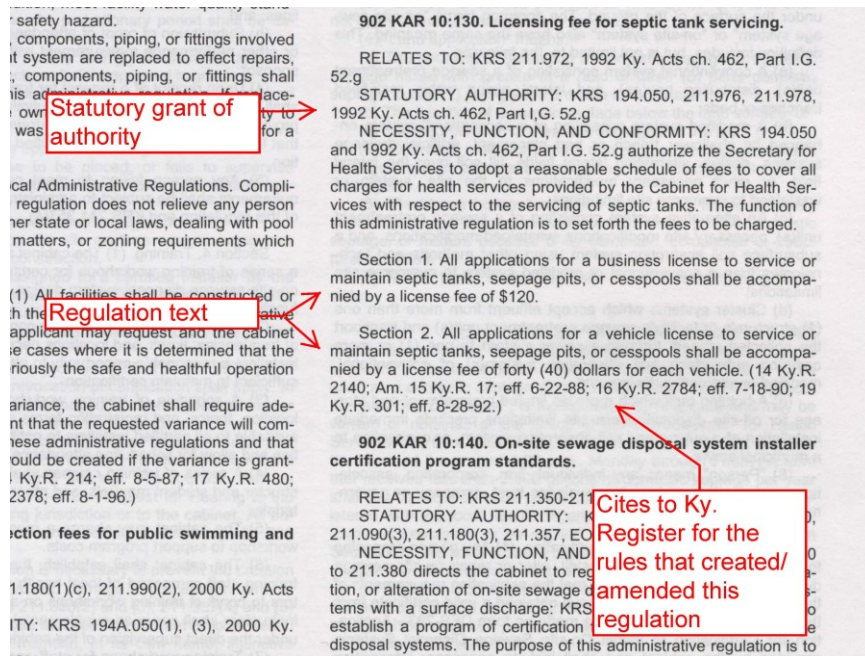 or safety hazard.
, components, piping, or fittings involved
t system are replaced to effect repairs,
components, piping, or fittings shall
Statutory grant of
authority
was
for a
cal Administrative Regulations. Compli-
regulation does not relieve any person
ner state or local laws, dealing with pool
matters, or zoning requirements which
(1) All facilities shall be constructed or
Regulation text
applicant may request and the cabinet
se cases where it is determined that the
riously the safe and healthful operation
ariance, the cabinet shall require ade-
nt that the requested variance will com-
nese administrative regulations and that
ould be created if the variance is grant-
Ky.R. 214; eff. 8-5-87; 17 Ky.R. 480;
2378; eff. 8-1-96.)
ection fees for public swimming and
1.180(1)(c), 211.990(2), 2000 Ky. Acts
ITY: KRS 194A.050(1), (3), 2000 Ky.
902 KAR 10:130. Licensing fee for septic tank servicing.
RELATES TO: KRS 211.972, 1992 Ky. Acts ch. 462, Part I.G.
52.g
STATUTORY AUTHORITY: KRS 194.050, 211.976, 211.978,
1992 Ky. Acts ch. 462, Part I,G. 52.g
NECESSITY, FUNCTION, AND CONFORMITY: KRS 194.050
and 1992 Ky. Acts ch. 462, Part I.G. 52.g authorize the Secretary for
Health Services to adopt a reasonable schedule of fees to cover all
charges for health services provided by the Cabinet for Health Ser-
vices with respect to the servicing of septic tanks. The function of
this administrative regulation is to set forth the fees to be charged.
Section 1. All applications for a business license to service or
maintain septic tanks, seepage pits, or cesspools shall be accompa-
nied by a license fee of $120.
Section 2. All applications for a vehicle license to service or
maintain septic tanks, seepage pits, or cesspools shall be accompa-
nied by a license fee of forty (40) dollars for each vehicle. (14 Ky.R.
2140; Am. 15 Ky.R. 17; eff. 6-22-88; 16 Ky.R. 2784; eff. 7-18-90; 19
Ky.R. 301; eff. 8-28-92.)
902 KAR 10:140. On-site sewage disposal system installe
certification program standards.
RELATES TO: KRS 211.350-211
STATUTORY AUTHORITY: K
211.090(3), 211.180(3), 211.357, EO
NECESSITY, FUNCTION, AND
to 211.380 directs the cabinet to reg
tion, or alteration of on-site sewage d
tems with a surface discharge: KRS
establish a program of certification
disposal systems. The purpose of this administrative regulation is to
Cites to Ky.
Register for the
rules that created/
amended this
regulation